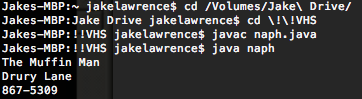 Jakes-MBP:~ jakelawrence$ cd /Volumes/Jake\ Drive/
Jakes-MBP:Jake Drive jakelawrence$ cd \!\!VHS
Jakes-MBP:!!VHS jakelawrence$ javac naph.java
Jakes-MBP:!!VHS jakelawrence$ java naph
The Muffin Man
Drury Lane
867-5309